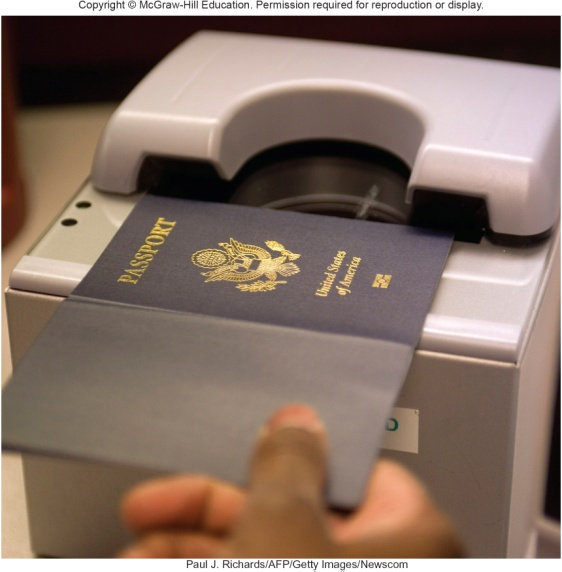 Copyright © McGraw-Hill Education. Permission required for reproduction or display.
PASSPORT
United States
of America
D
Paul J. Richards/AFP/Getty Images/Newscom